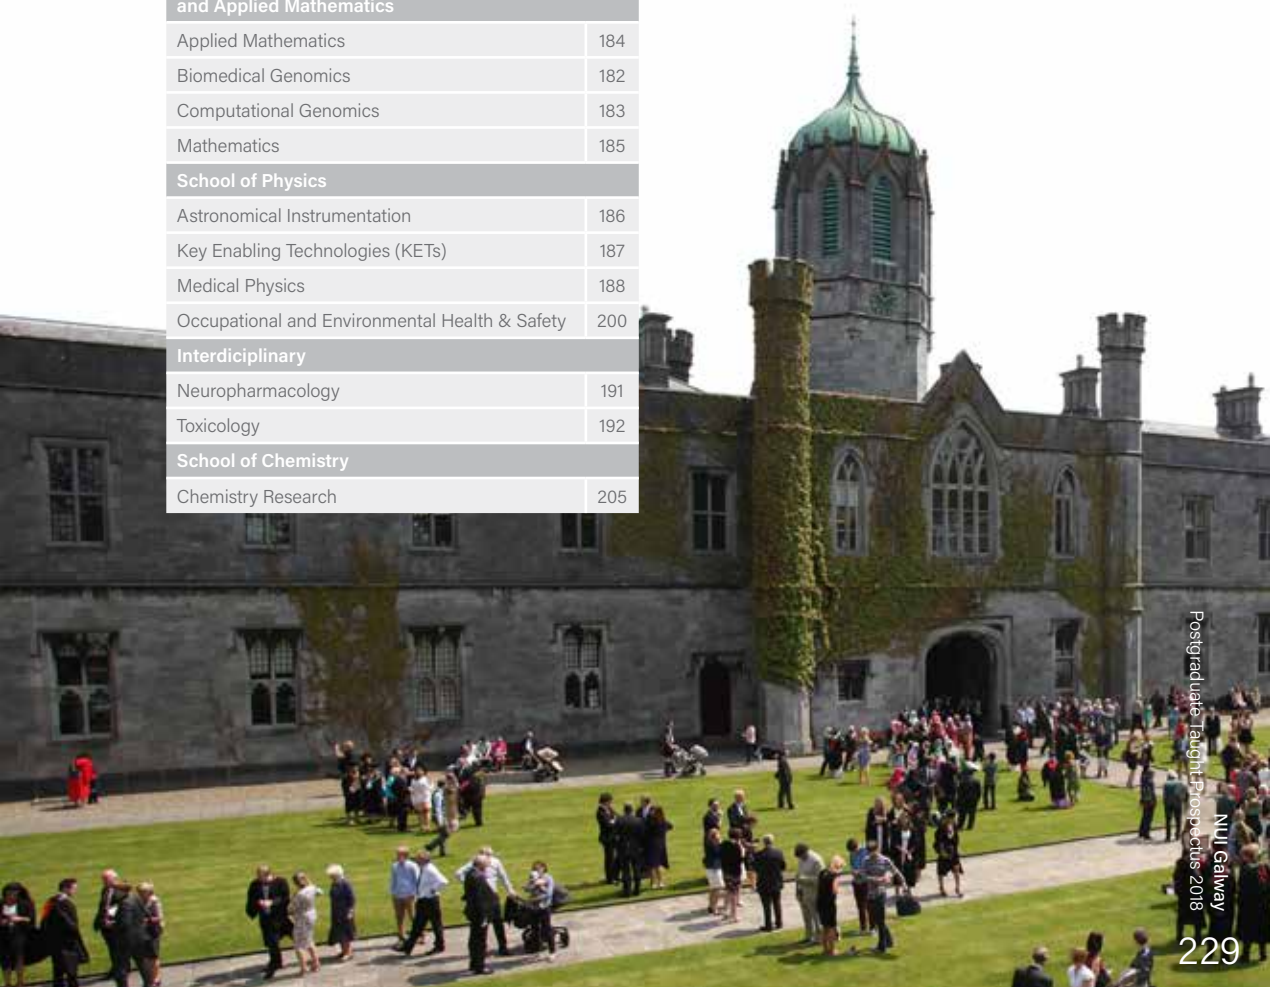 and Applied Mathematics
Applied Mathematics 184
Biomedical Genomics 182
Computational Genomics 183
Mathematics 185
School of Physics
Astronomical Instrumentation 186
Key Enabling Technologies (KETs) 187
Medical Physics 188
Occupational and Environmental Health & Safety 200
Interdiciplinary
Neuropharmacology 191
Toxicology 192
School of Chemistry
Chemistry Research 205
NUI Galway
Postgraduate Taught Prospectus 2018
229